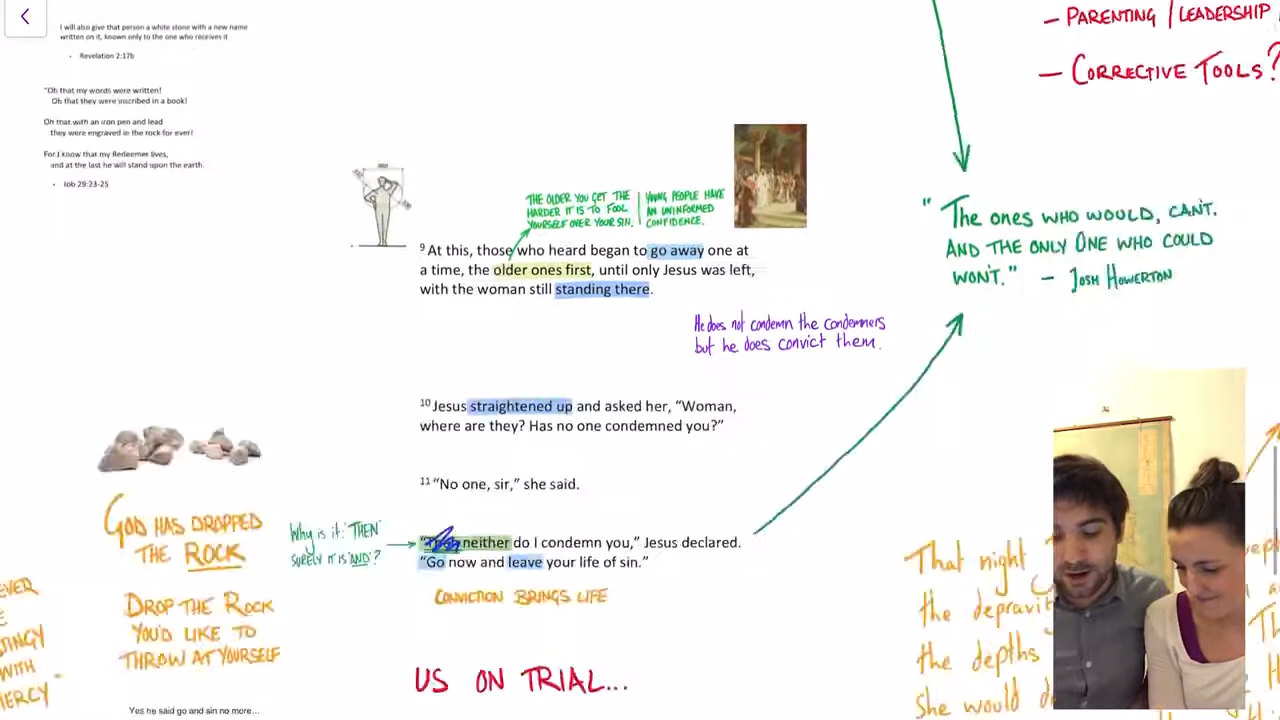 I will also give that person a white stone with a new name
written on it, known only to the one who receives it
- Revelation 2:17b
"Oh that my words were written!
Oh that they were inscribed in a book!
Oh that with an iron pen and lead
they were engraved in the rock for ever!
For I know that my Redeemer lives,
and at the last he will stand upon the earth.
- Job 29:23-25
- PARENTING / LEADERSHIP
- CORRECTIVE TOOLS?
THE OLDER YOU GET THE
HARDER IT IS TO FOOL
YOURSELF OVER YOUR SIN.
YOUNG PEOPLE HAVE
AN UNINFORMED
CONFIDENCE.
9 At this, those who heard began to go away one at
a time, the older ones first, until only Jesus was left,
with the woman still standing there.
"THE ONES WHO WOULD, CAN'T.
AND THE ONLY ONE WHO COULD
WON'T." - JOSH HOWERTON
He does not condemn the condemners
but he does convict them.
10 Jesus straightened up and asked her, "Woman,
where are they? Has no one condemned you?"
11 "No one, sir," she said.
GOD HAS DROPPED
THE ROCK
DROP THE ROCK
YOU'D LIKE TO
THROW AT YOURSELF
Why is it 'THEN'
SURELY IT IS AND'?
neither do I condemn you," Jesus declared.
"Go now and leave your life of sin."
CONVICTION BRINGS LIFE
US ON TRIAL...
Yes he said go and sin no more...
WITH
That night
the
the depths
she would